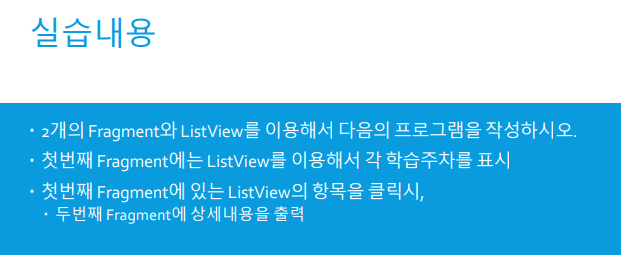 실습내용
· 2개의 Fragment와 ListView를 이용해서 다음의 프로그램을 작성하시오.
· 첫번째 Fragment에는 ListView를 이용해서 각 학습주차를 표시
· 첫번째 Fragment에 있는 ListView의 항목을 클릭시,
· 두번째 Fragment에 상세내용을 출력